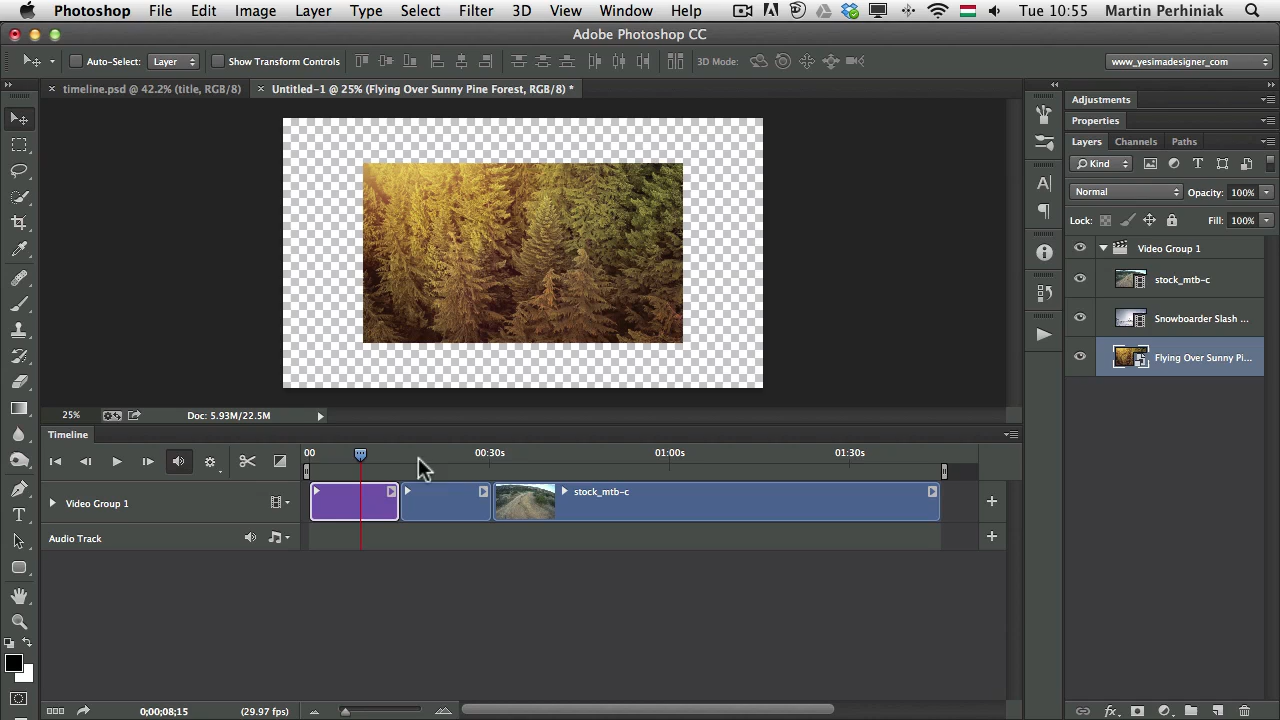 Photoshop File Edit Image Layer Type Select Filter 3D View Window Help Tue 10:55 Martin Perhiniak
Adobe Photoshop CC
Auto-Select: Layer Show Transform Controls 3D Mode: www_yesimadesigner_com
timeline.psd @ 42.2% (title, RGB/8) Untitled-1 @ 25% (Flying Over Sunny Pine Forest, RGB/8) *
Adjustments
Properties
Layers Channels Paths
Kind
Normal Opacity: 100%
Lock: Fill: 100%
Video Group 1
stock_mtb-c
Snowboarder Slash ...
Flying Over Sunny Pi...
25% Doc: 5.93M/22.5M
Timeline
00 00:30s 01:00s 01:30s
Video Group 1 stock_mtb-c
Audio Track
0;00;08;15 (29.97 fps)